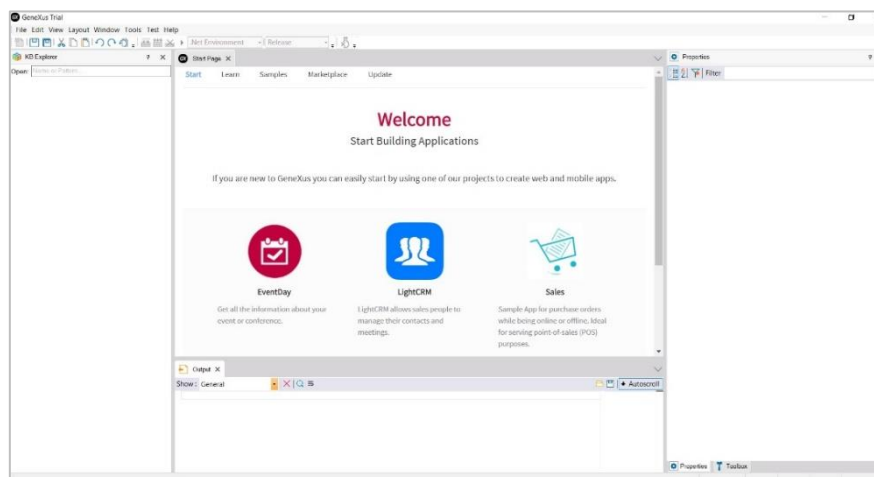 GeneXus Trial
File Edit View Layout Window Tools Test Help
.Net Environment Release
KB Explorer
Start Page
Properties
Open: Name or Pattern...
Start Learn Samples Marketplace Update
Filter
Welcome
Start Building Applications
If you are new to GeneXus you can easily start by using one of our projects to create web and mobile apps.
EventDay LightCRM Sales
Get all the information about your
event or conference.
LightCRM allows sales people to
manage their contacts and
meetings.
Sample App for purchase orders
while being online or offline. Ideal
for serving point-of-sales (POS)
purposes.
Output
Show: General
Autoscroll
Properties Toolbox